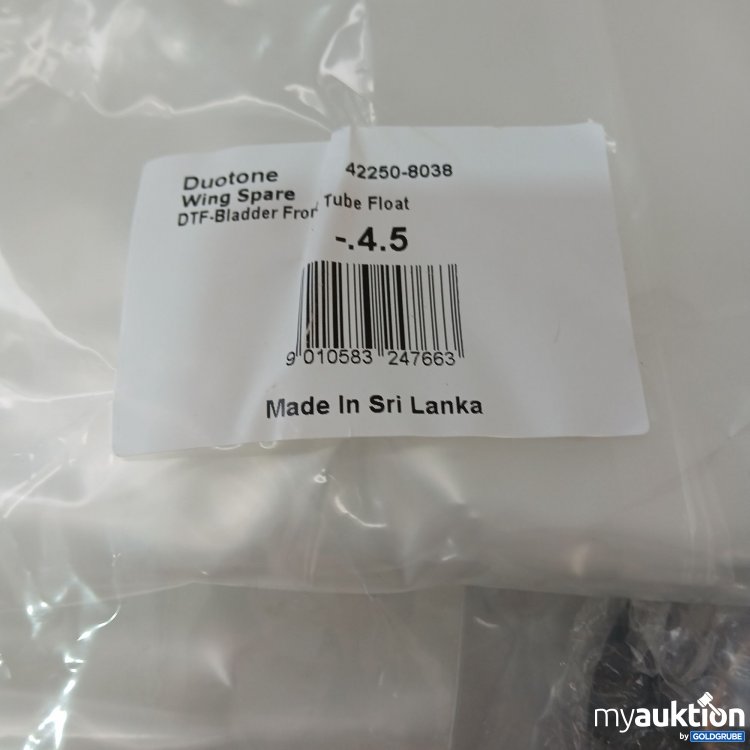 Duotone 42250-8038
Wing Spare
DTF-Bladder Fron Tube Float
-.4.5
9 010583 247663
Made In Sri Lanka
myauktion
by GOLDGRUBE